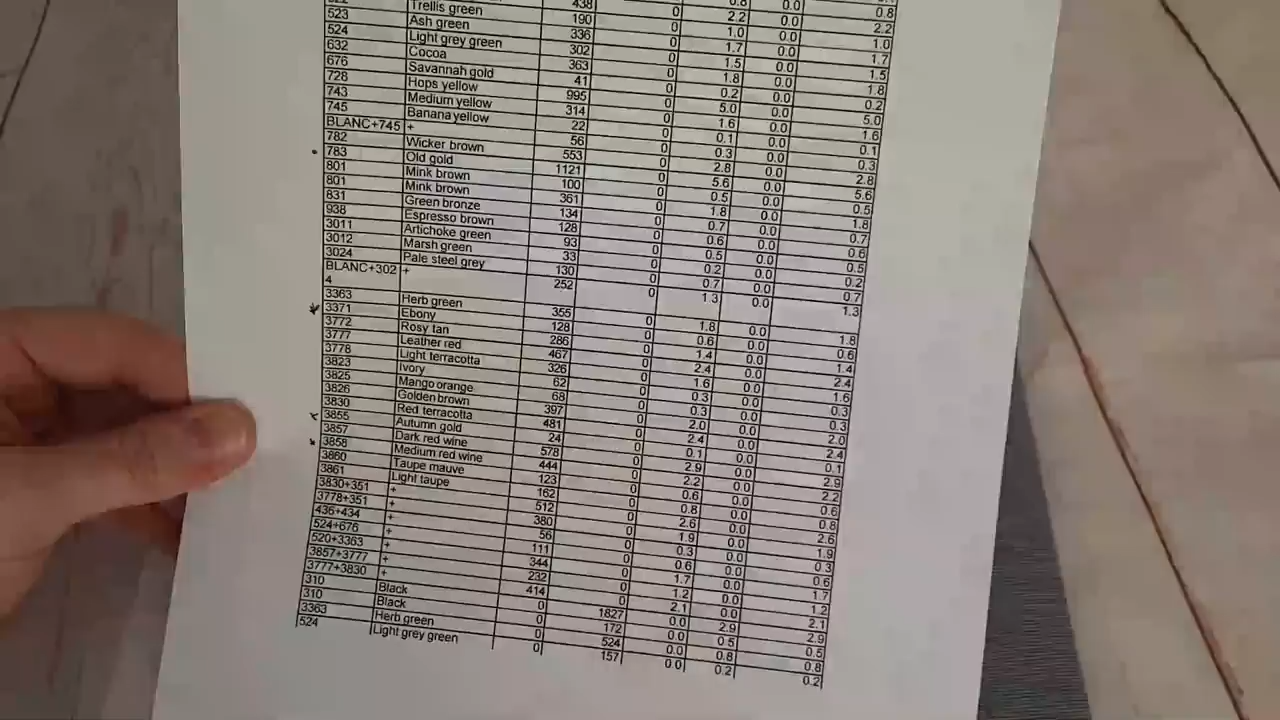 438 0 2.2 0.0 2.2
Trellis green 190 0 1.0 0.0 1.0
523 Ash green 336 0 1.7 0.0 1.7
524 Light grey green 302 0 1.5 0.0 1.5
632 Cocoa 363 0 1.8 0.0 1.8
676 Savannah gold 41 0 0.2 0.0 0.2
728 Hops yellow 995 0 5.0 0.0 5.0
743 Medium yellow 314 0 1.6 0.0 1.6
745 Banana yellow 22 0 0.1 0.0 0.1
BLANC+745 + 56 0 0.3 0.0 0.3
782 Wicker brown 553 0 2.8 0.0 2.8
783 Old gold 1121 0 5.6 0.0 5.6
801 Mink brown 100 0 0.5 0.0 0.5
801 Mink brown 361 0 1.8 0.0 1.8
831 Green bronze 134 0 0.7 0.0 0.7
938 Espresso brown 128 0 0.6 0.0 0.6
3011 Artichoke green 93 0 0.5 0.0 0.5
3012 Marsh green 33 0 0.2 0.0 0.2
3024 Pale steel grey 130 0 0.7 0.0 0.7
BLANC+302 + 252 0 1.3 0.0 1.3
4
3363 Herb green 355 0 1.8 0.0 1.8
3371 Ebony 128 0 0.6 0.0 0.6
3772 Rosy tan 286 0 1.4 0.0 1.4
3777 Leather red 467 0 2.4 0.0 2.4
3778 Light terracotta 326 0 1.6 0.0 1.6
3823 Ivory 62 0 0.3 0.0 0.3
3825 Mango orange 68 0 0.3 0.0 0.3
3826 Golden brown 397 0 2.0 0.0 2.0
3830 Red terracotta 481 0 2.4 0.0 2.4
3855 Autumn gold 24 0 0.1 0.0 0.1
3857 Dark red wine 578 0 2.9 0.0 2.9
3858 Medium red wine 444 0 2.2 0.0 2.2
3860 Taupe mauve 123 0 0.6 0.0 0.6
3861 Light taupe 162 0 0.8 0.0 0.8
3830+351 + 512 0 2.6 0.0 2.6
3778+351 + 380 0 1.9 0.0 1.9
436+434 + 56 0 0.3 0.0 0.3
524+676 + 111 0 0.6 0.0 0.6
520+3363 + 344 0 1.7 0.0 1.7
3857+3777 + 232 0 1.2 0.0 1.2
3777+3830 + 414 0 2.1 0.0 2.1
310 Black 0 1827 0.0 2.9 2.9
310 Black 0 172 0.0 0.5 0.5
3363 Herb green 0 524 0.0 0.8 0.8
524 Light grey green 0 157 0.0 0.2 0.2